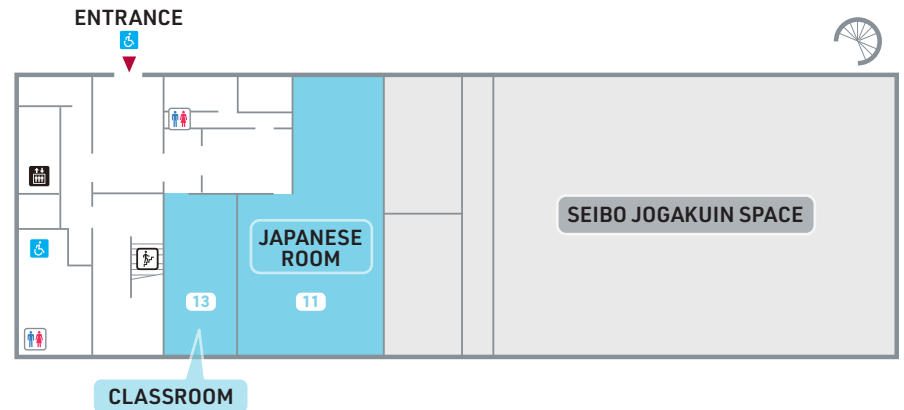 ENTRANCE
SEIBO JOGAKUIN SPACE
JAPANESE
ROOM
13
11
CLASSROOM